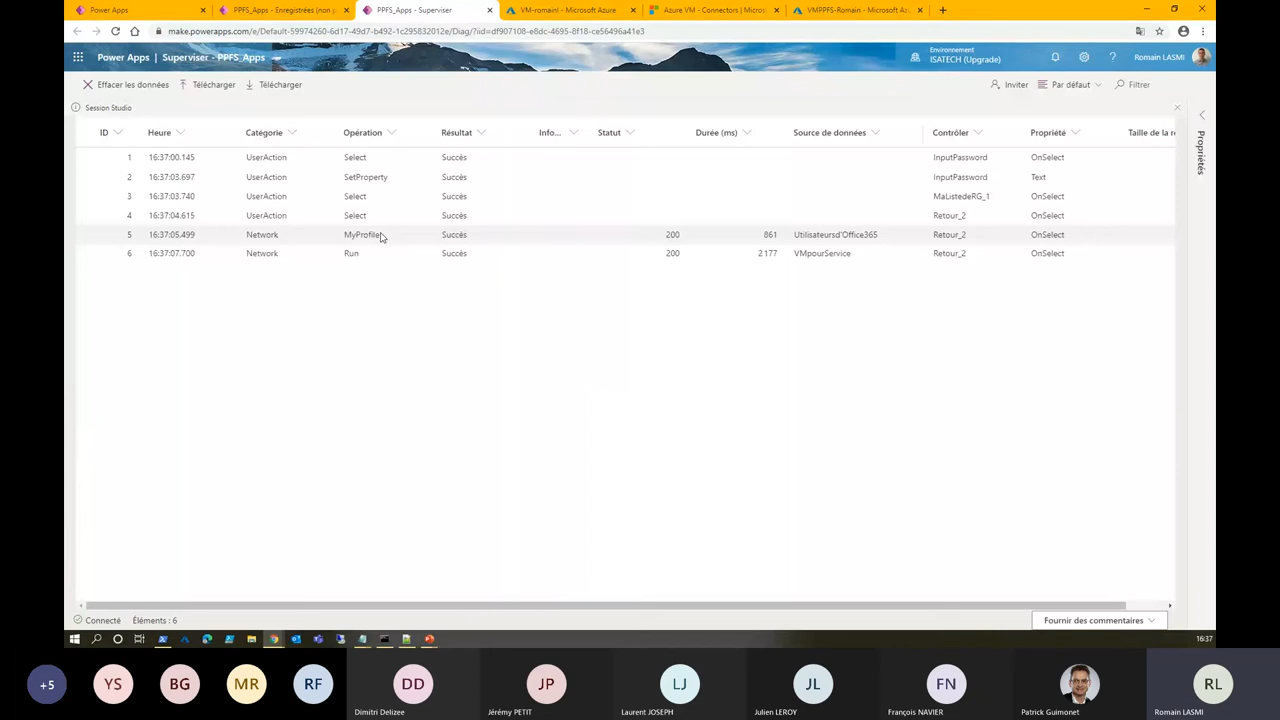 Power Apps
PPFS_Apps - Enregistrées (non p
PPFS_Apps - Superviser
VM-romainl - Microsoft Azure
Azure VM - Connectors | Micros
VMPPFS-Romain - Microsoft Az
make.powerapps.com/e/Default-59974260-6d17-49d7-b492-1c295832012e/Diag/?iid=df907108-e8dc-4695-8f18-ce56496a41e3
Power Apps | Superviser - PPFS_Apps
Environnement
ISATECH (Upgrade)
Romain LASMI
Effacer les données Télécharger Télécharger Inviter Par défaut Filtrer
Session Studio
ID Heure Catégorie Opération Résultat Info... Statut Durée (ms) Source de données Contrôler Propriété Taille de la re
1 16:37:00.145 UserAction Select Succès InputPassword OnSelect
2 16:37:03.697 UserAction SetProperty Succès InputPassword Text
3 16:37:03.740 UserAction Select Succès MaListedeRG_1 OnSelect
4 16:37:04.615 UserAction Select Succès Retour_2 OnSelect
5 16:37:05.499 Network MyProfile Succès 200 861 Utilisateursd'Office365 Retour_2 OnSelect
6 16:37:07.700 Network Run Succès 200 2 177 VMpourService Retour_2 OnSelect
Propriétés
Connecté Éléments : 6
Fournir des commentaires
16:37
+5 YS BG MR RF DD JP LJ JL FN RL
Dimitri Delizee Jérémy PETIT Laurent JOSEPH Julien LEROY François NAVIER Patrick Guimonet Romain LASMI